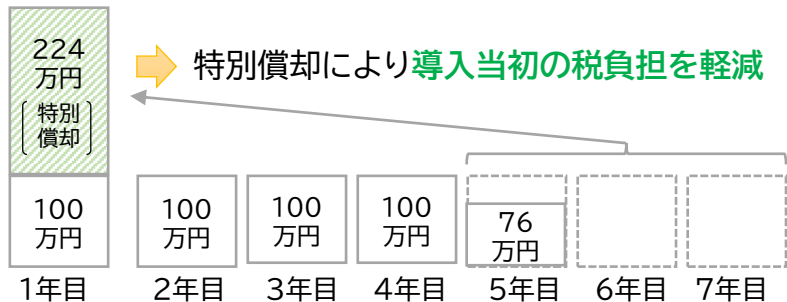 224
万円
特別
償却
特別償却により導入当初の税負担を軽減
100
万円
100
万円
100
万円
100
万円
76
万円
1年目
2年目
3年目
4年目
5年目
6年目
7年目